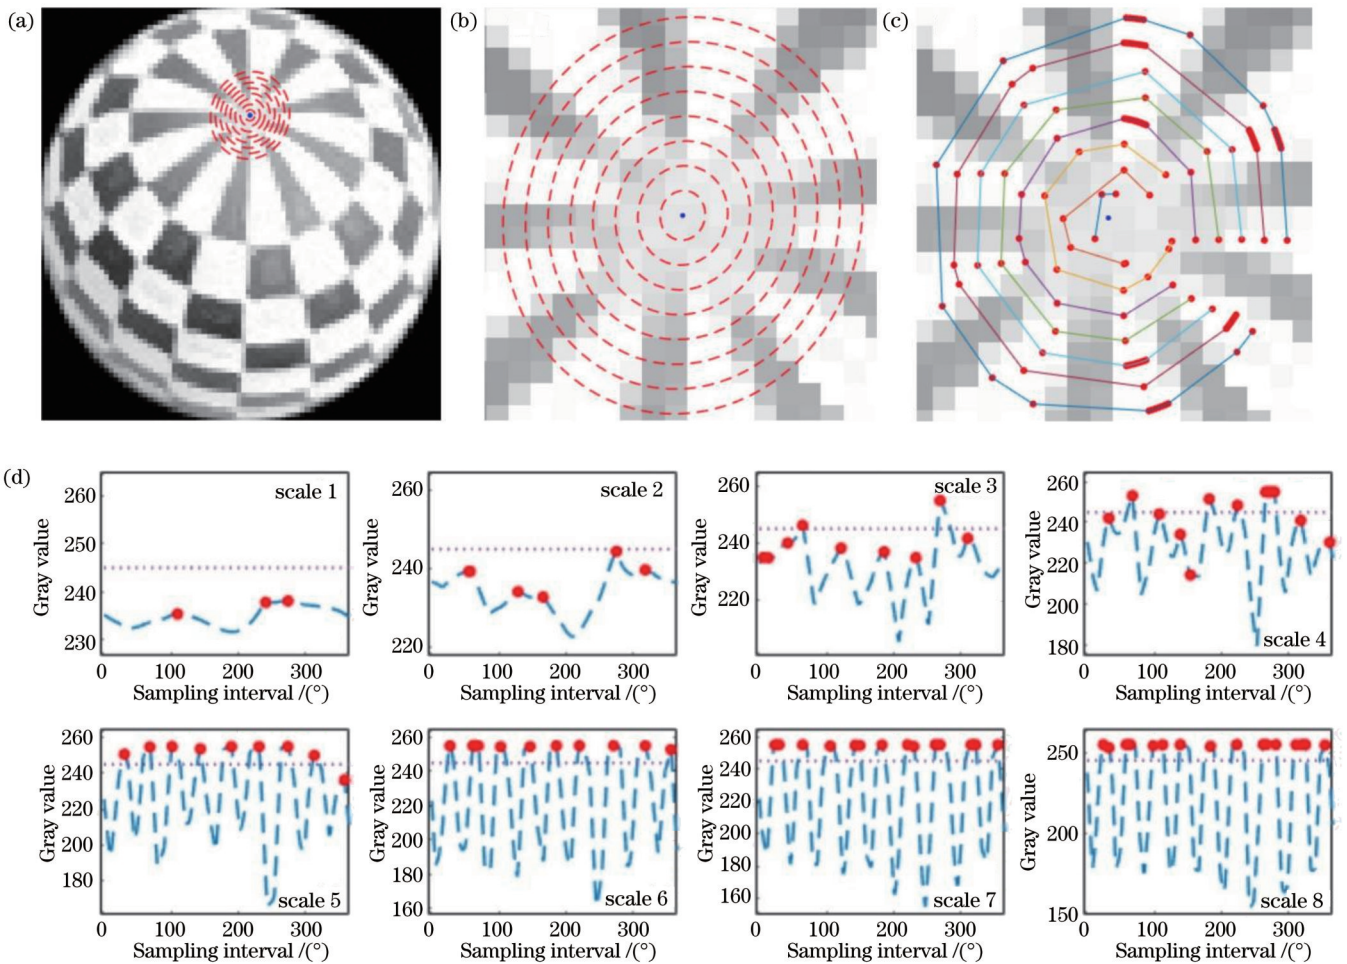 (a)
(b)
(c)
(d)
260
250
240
230
0
100
200
300
scale 1
Gray value
Sampling interval /(°)
260
240
220
0
100
200
300
scale 2
Gray value
Sampling interval /(°)
260
240
220
0
100
200
300
scale 3
Gray value
Sampling interval /(°)
260
240
220
200
180
0
100
200
300
scale 4
Gray value
Sampling interval /(°)
260
240
220
200
180
0
100
200
300
scale 5
Gray value
Sampling interval /(°)
260
240
220
200
180
160
0
100
200
300
scale 6
Gray value
Sampling interval /(°)
260
240
220
200
180
160
0
100
200
300
scale 7
Gray value
Sampling interval /(°)
250
200
150
0
100
200
300
scale 8
Gray value
Sampling interval /(°)